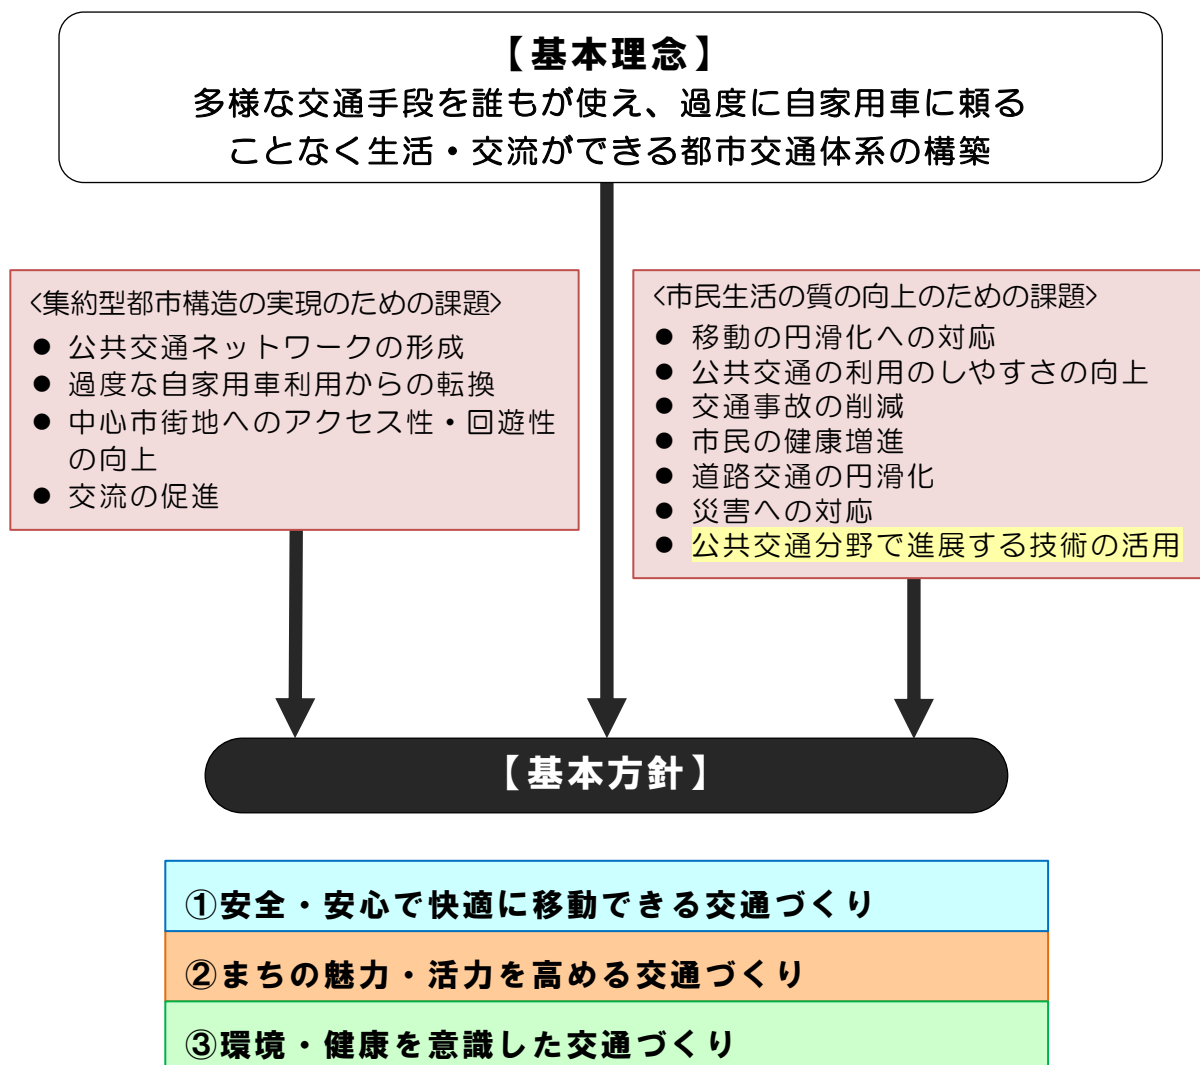 【基本理念】
多様な交通手段を誰もが使え、過度に自家用車に頼る
ことなく生活・交流ができる都市交通体系の構築
<集約型都市構造の実現のための課題>
● 公共交通ネットワークの形成
● 過度な自家用車利用からの転換
● 中心市街地へのアクセス性・回遊性
の向上
● 交流の促進
<市民生活の質の向上のための課題>
● 移動の円滑化への対応
● 公共交通の利用のしやすさの向上
● 交通事故の削減
● 市民の健康増進
● 道路交通の円滑化
● 災害への対応
● 公共交通分野で進展する技術の活用
【基本方針】
①安全・安心で快適に移動できる交通づくり
②まちの魅力・活力を高める交通づくり
③環境・健康を意識した交通づくり